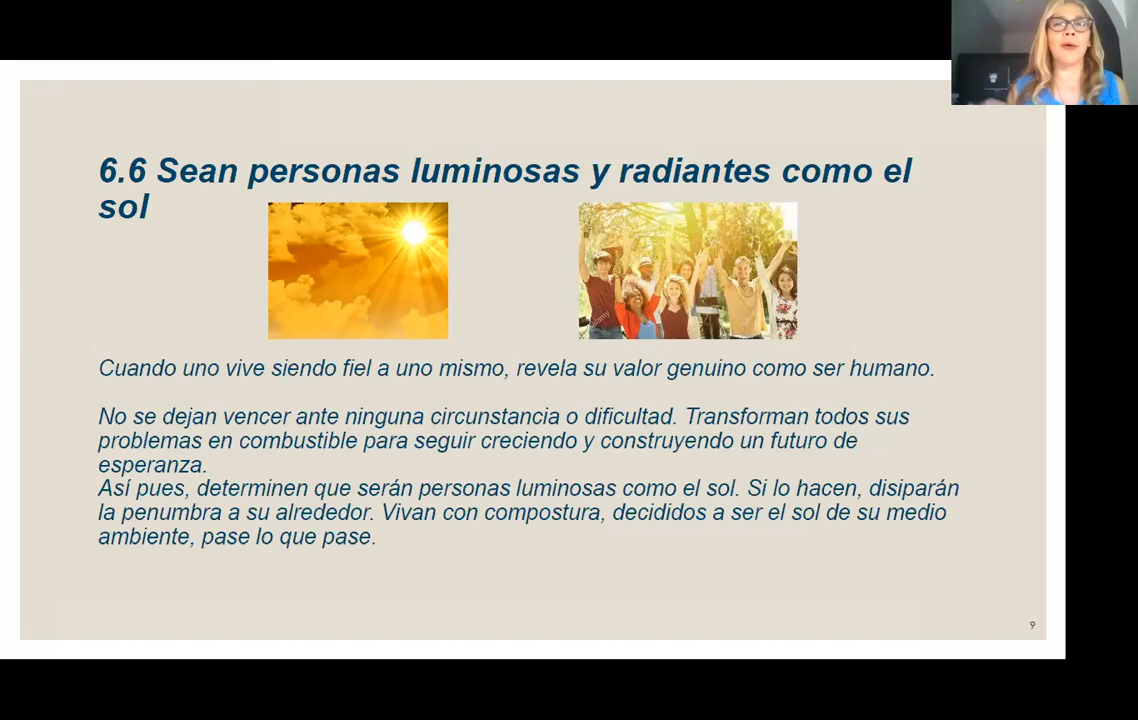 6.6 Sean personas luminosas y radiantes como el
sol
alamy
Cuando uno vive siendo fiel a uno mismo, revela su valor genuino como ser humano.
No se dejan vencer ante ninguna circunstancia o dificultad. Transforman todos sus
problemas en combustible para seguir creciendo y construyendo un futuro de
esperanza.
Así pues, determinen que serán personas luminosas como el sol. Si lo hacen, disiparán
la penumbra a su alrededor. Vivan con compostura, decididos a ser el sol de su medio
ambiente, pase lo que pase.
9